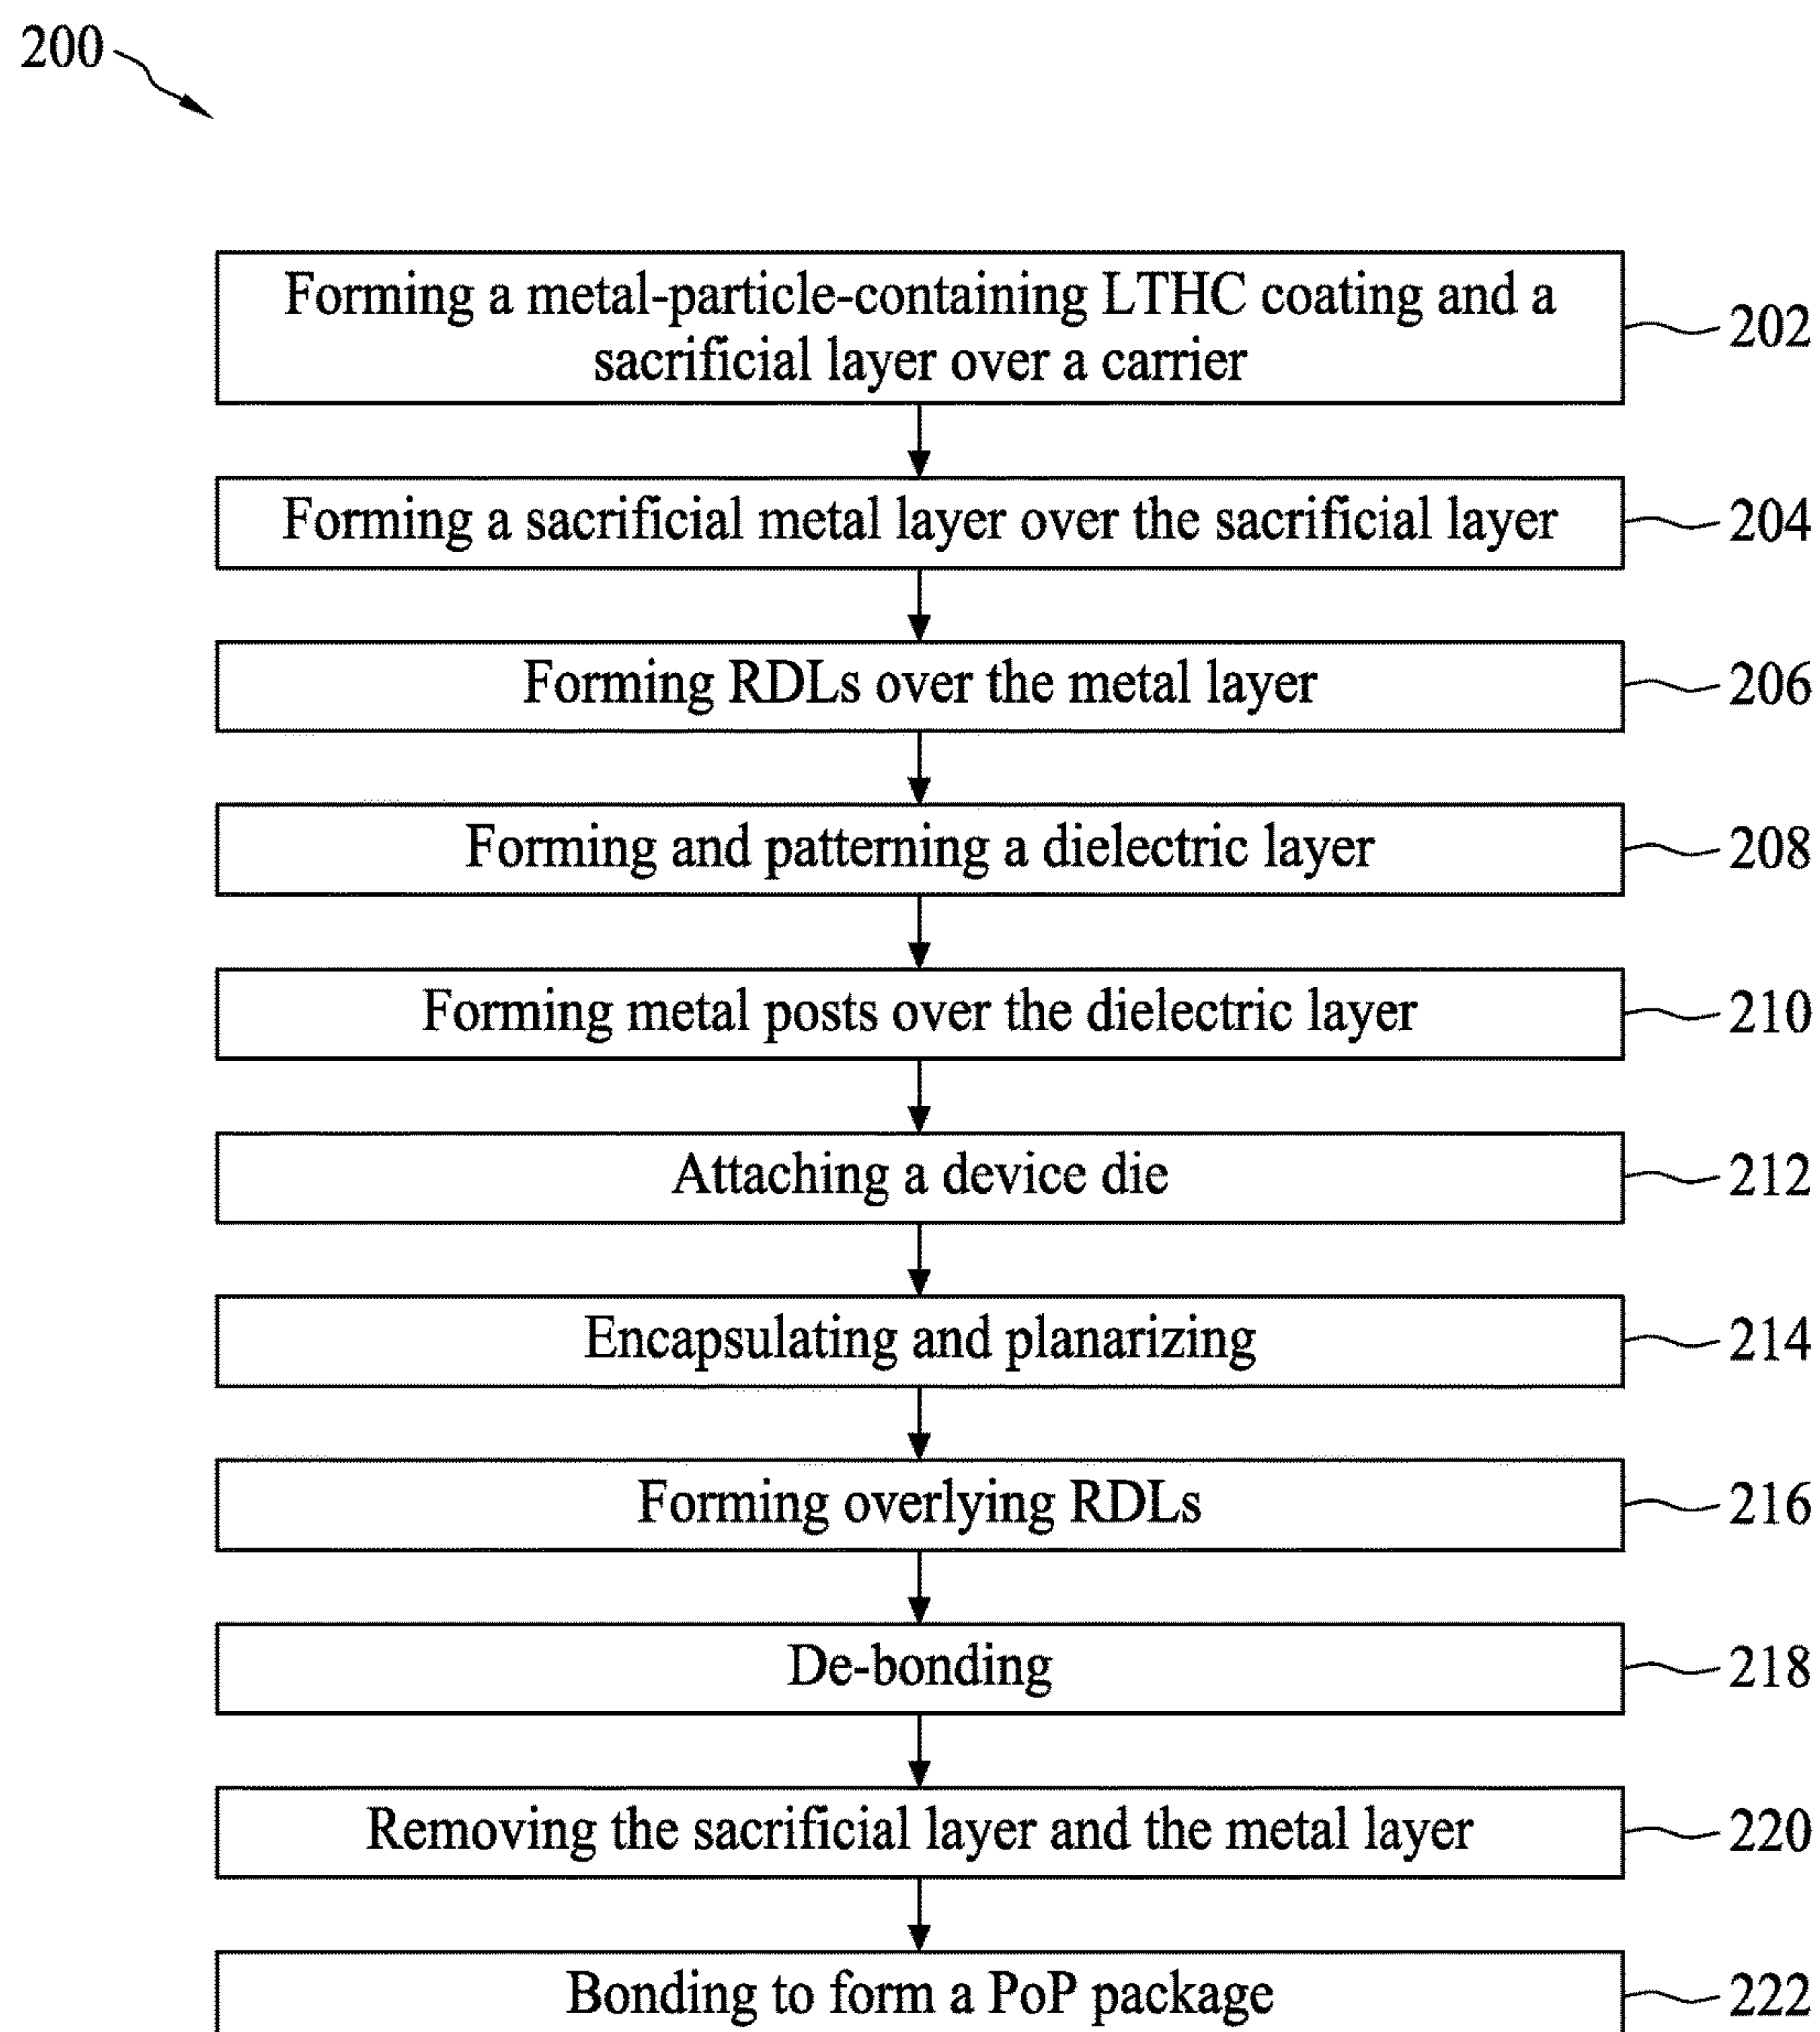 200
Forming a metal-particle-containing LTHC coating and a
sacrificial layer over a carrier
202
Forming a sacrificial metal layer over the sacrificial layer
204
Forming RDLs over the metal layer
206
Forming and patterning a dielectric layer
208
Forming metal posts over the dielectric layer
210
Attaching a device die
212
Encapsulating and planarizing
214
Forming overlying RDLs
216
De-bonding
218
Removing the sacrificial layer and the metal layer
220
Bonding to form a PoP package
222